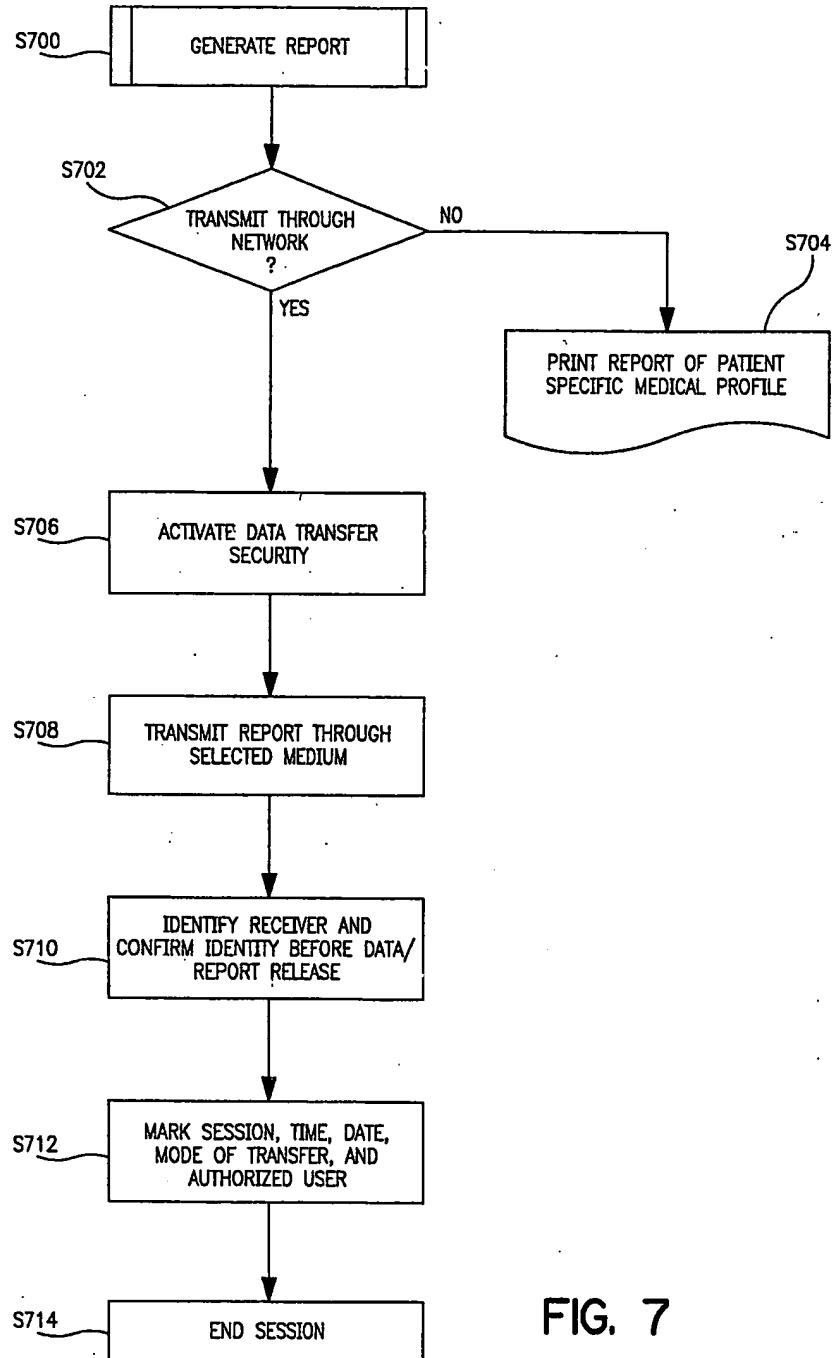 S700
GENERATE REPORT
S702
TRANSMIT THROUGH
NETWORK
?
NO
YES
S704
PRINT REPORT OF PATIENT
SPECIFIC MEDICAL PROFILE
S706
ACTIVATE DATA TRANSFER
SECURITY
S708
TRANSMIT REPORT THROUGH
SELECTED MEDIUM
S710
IDENTIFY RECEIVER AND
CONFIRM IDENTITY BEFORE DATA/
REPORT RELEASE
S712
MARK SESSION, TIME, DATE,
MODE OF TRANSFER, AND
AUTHORIZED USER
S714
END SESSION
FIG. 7